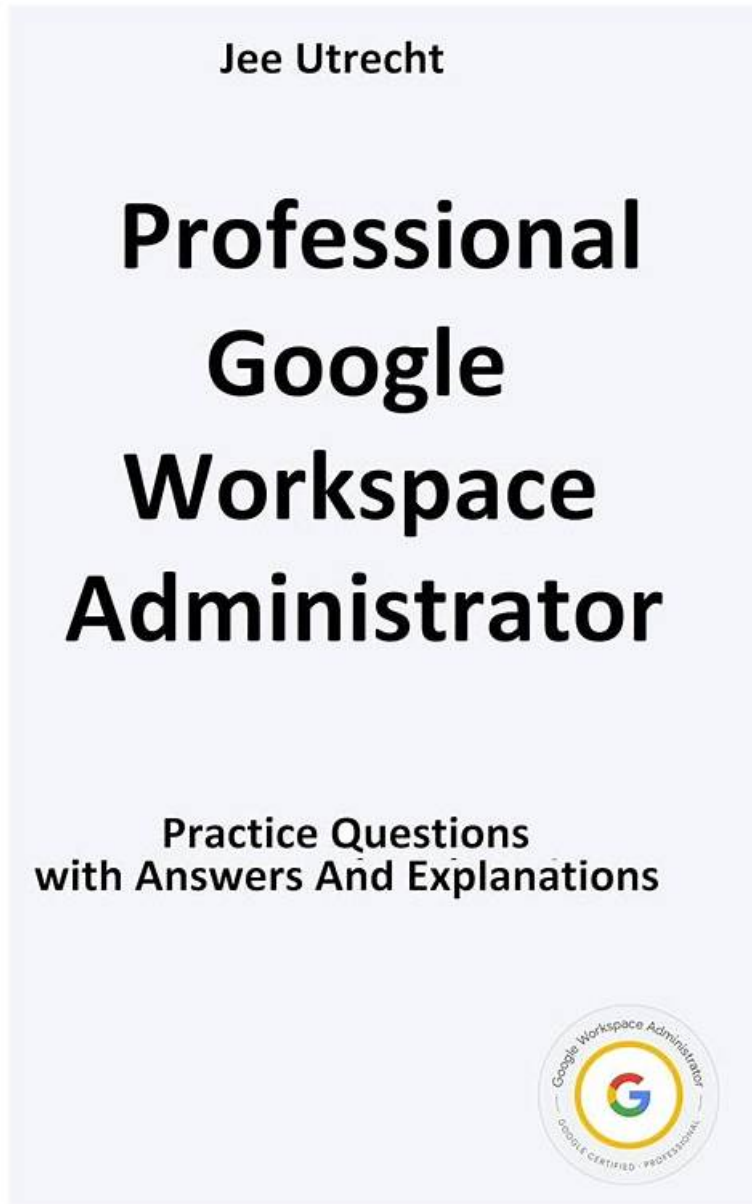 Jee Utrecht
Professional
Google
Workspace
Administrator
Practice Questions
with Answers And Explanations
Google Workspace Administrator
GOOGLE CERTIFIED · PROFESSIONAL